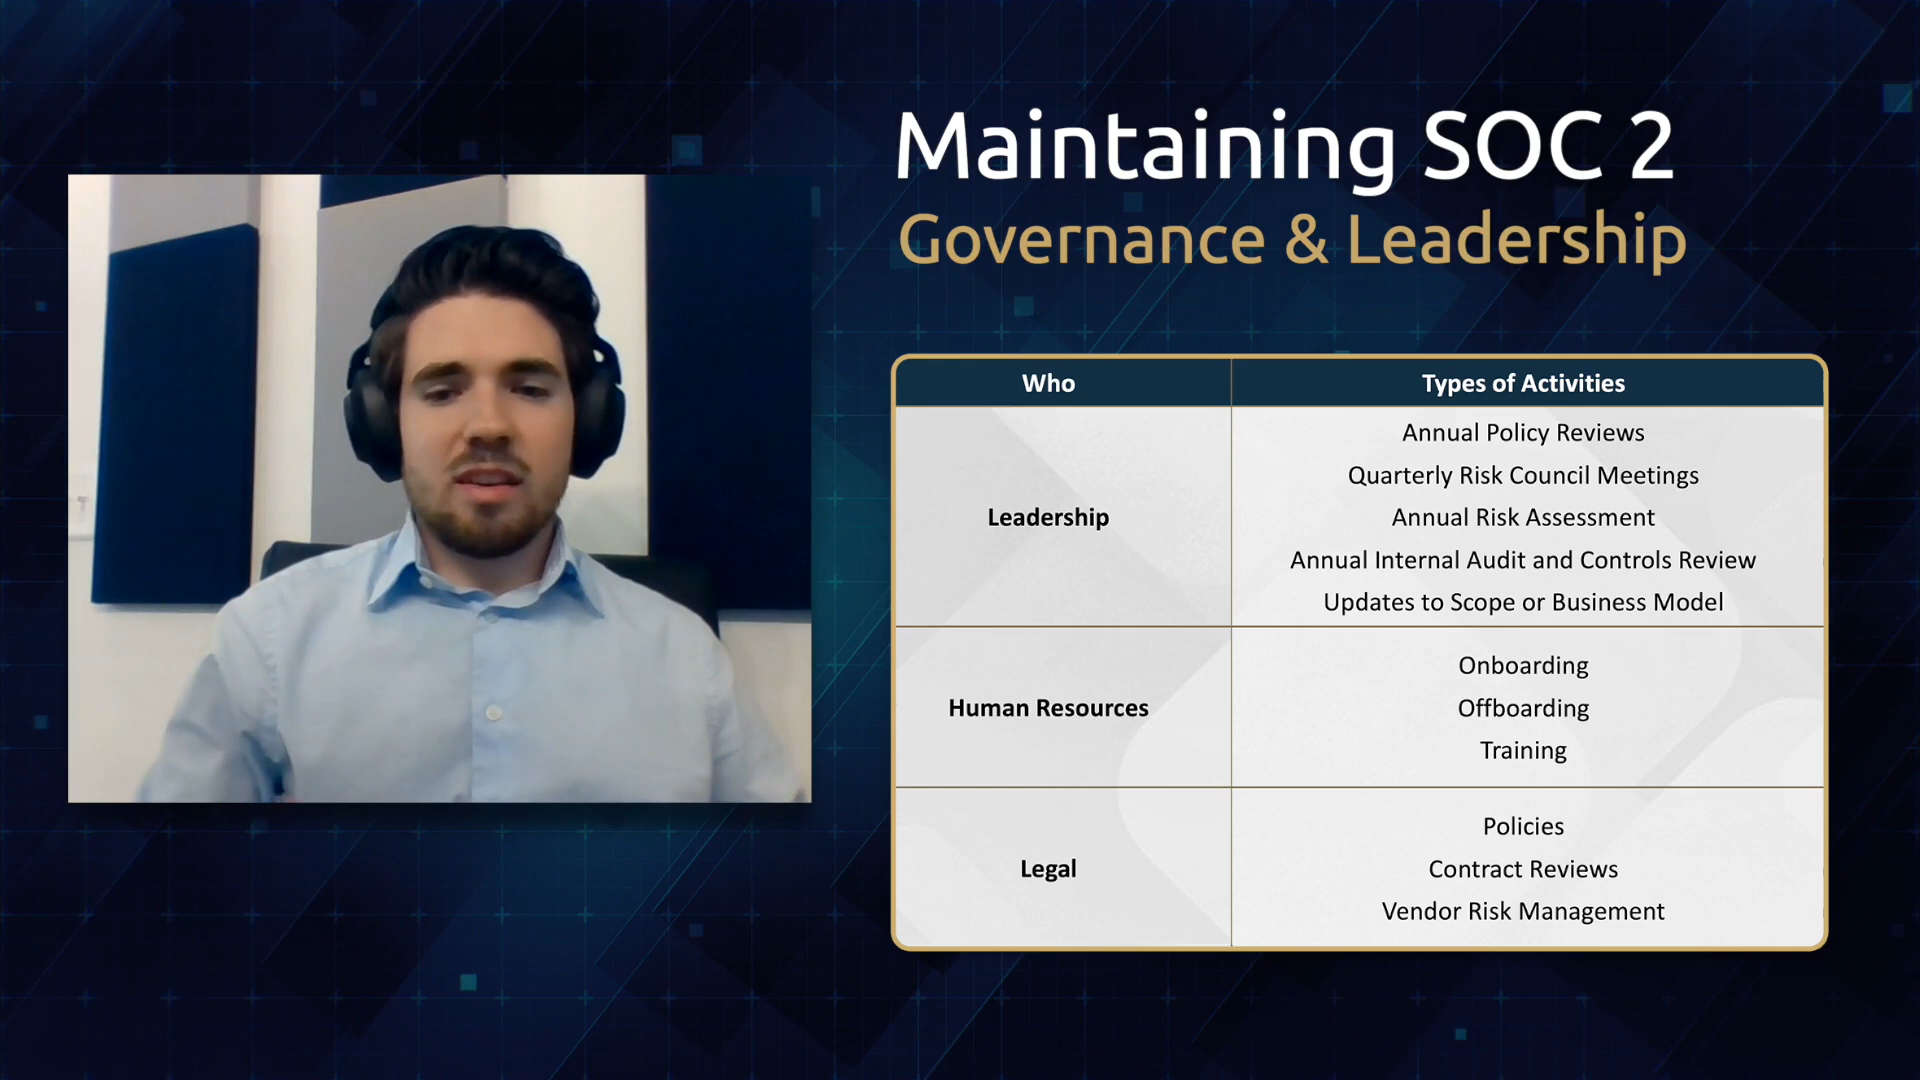 Maintaining SOC 2
Governance & Leadership
Who
Types of Activities
Leadership
Annual Policy Reviews
Quarterly Risk Council Meetings
Annual Risk Assessment
Annual Internal Audit and Controls Review
Updates to Scope or Business Model
Human Resources
Onboarding
Offboarding
Training
Legal
Policies
Contract Reviews
Vendor Risk Management